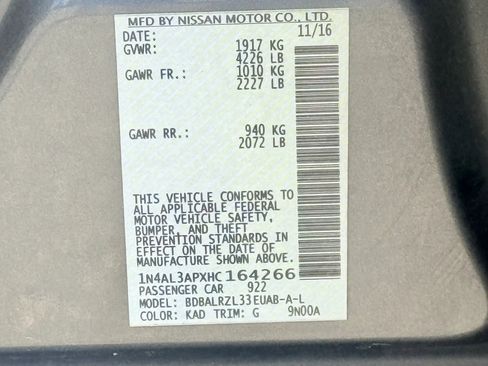 MFD BY NISSAN MOTOR CO., LTD.
DATE: 11/16
GVWR: 1917 KG
4226 LB
GAWR FR.: 1010 KG
2227 LB
GAWR RR.: 940 KG
2072 LB
THIS VEHICLE CONFORMS TO
ALL APPLICABLE FEDERAL
MOTOR VEHICLE SAFETY,
BUMPER, AND THEFT
PREVENTION STANDARDS IN
EFFECT ON THE DATE OF
MANUFACTURE SHOWN ABOVE.
1N4AL3APXHC164266
PASSENGER CAR 922
MODEL: BDBALRZL33EUAB-A-L
COLOR: KAD TRIM: G 9N00A